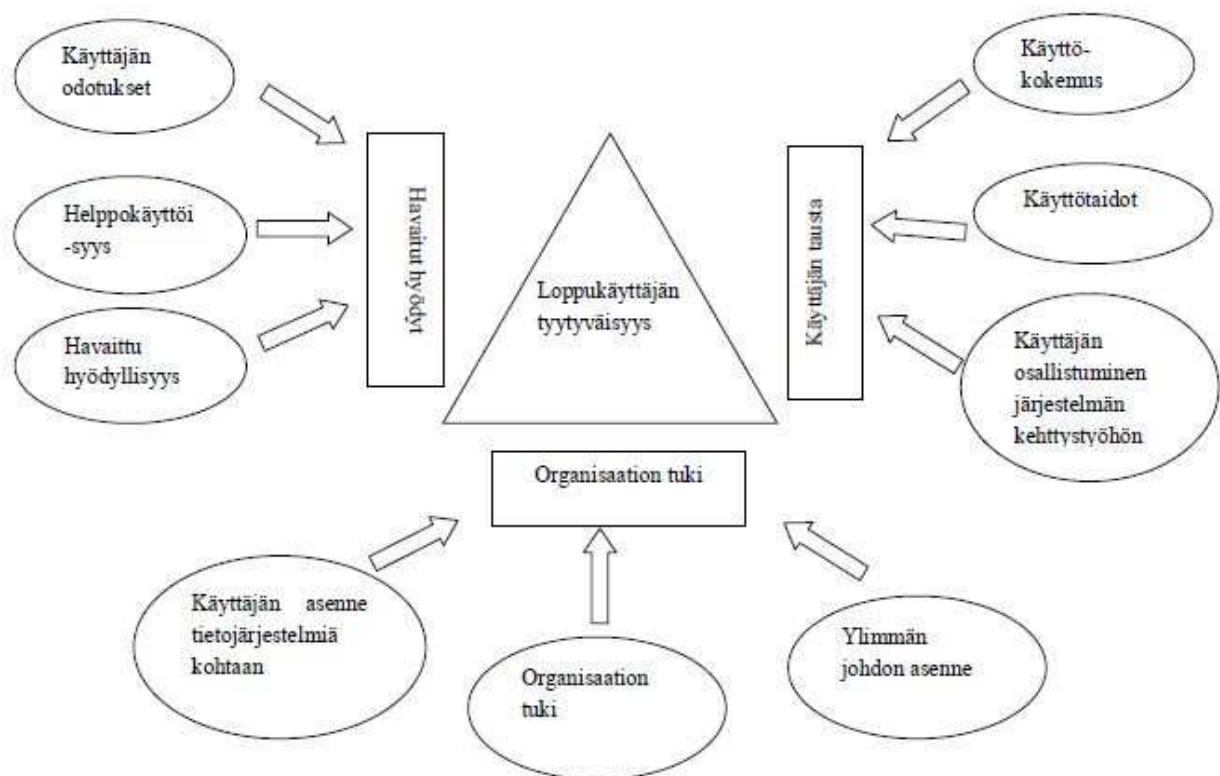 Käyttäjän
odotukset
Helppokäyttöi
-syys
Havaittu
hyödyllisyys
Havaitut hyödyt
Loppukäyttäjän
tyytyväisyys
Käyttäjän tausta
Käyttö-
kokemus
Käyttötaidot
Käyttäjän
osallistuminen
järjestelmän
kehttystyöhön
Organisaation tuki
Käyttäjän asenne
tietojärjestelmiä
kohtaan
Organisaation
tuki
Ylimmän
johdon asenne